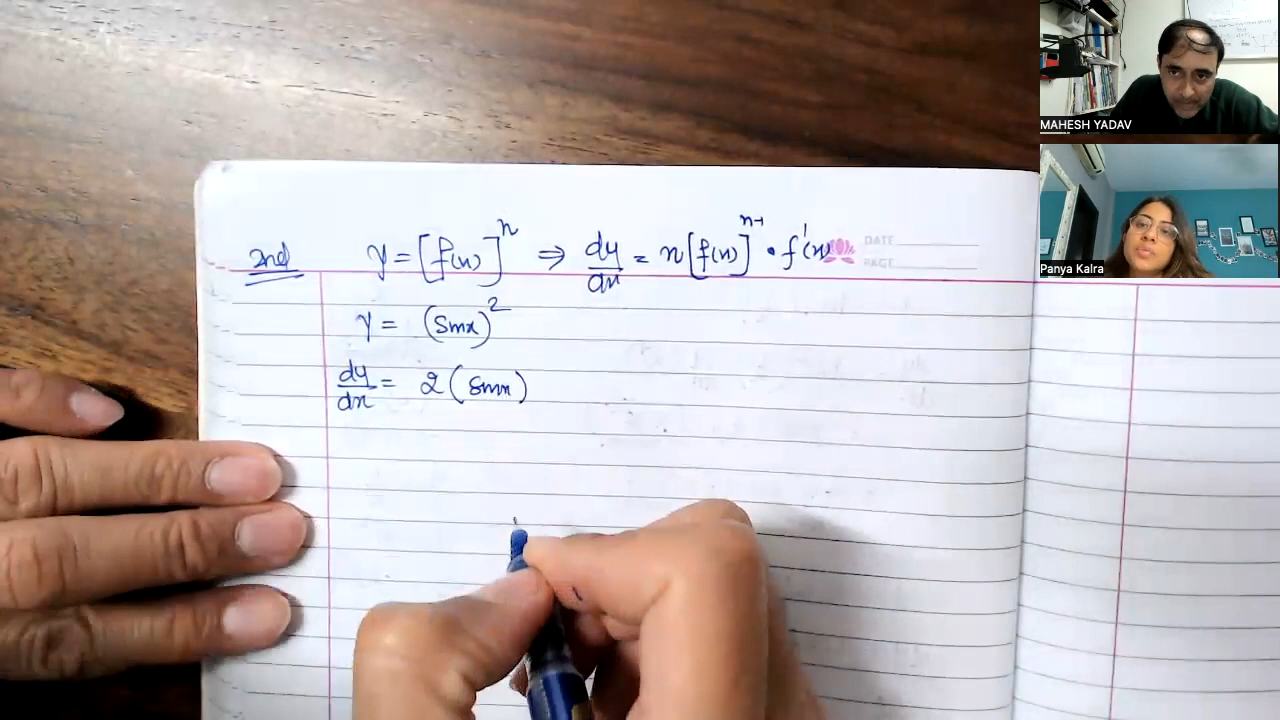 2nd y = [f(x)]^n ⇒ dy/dx = n[f(x)]^(n-1) • f'(x)
DATE
PAGE
y = (Sinx)^2
dy/dx = 2 (Sinx)
MAHESH YADAV
Panya Kalra